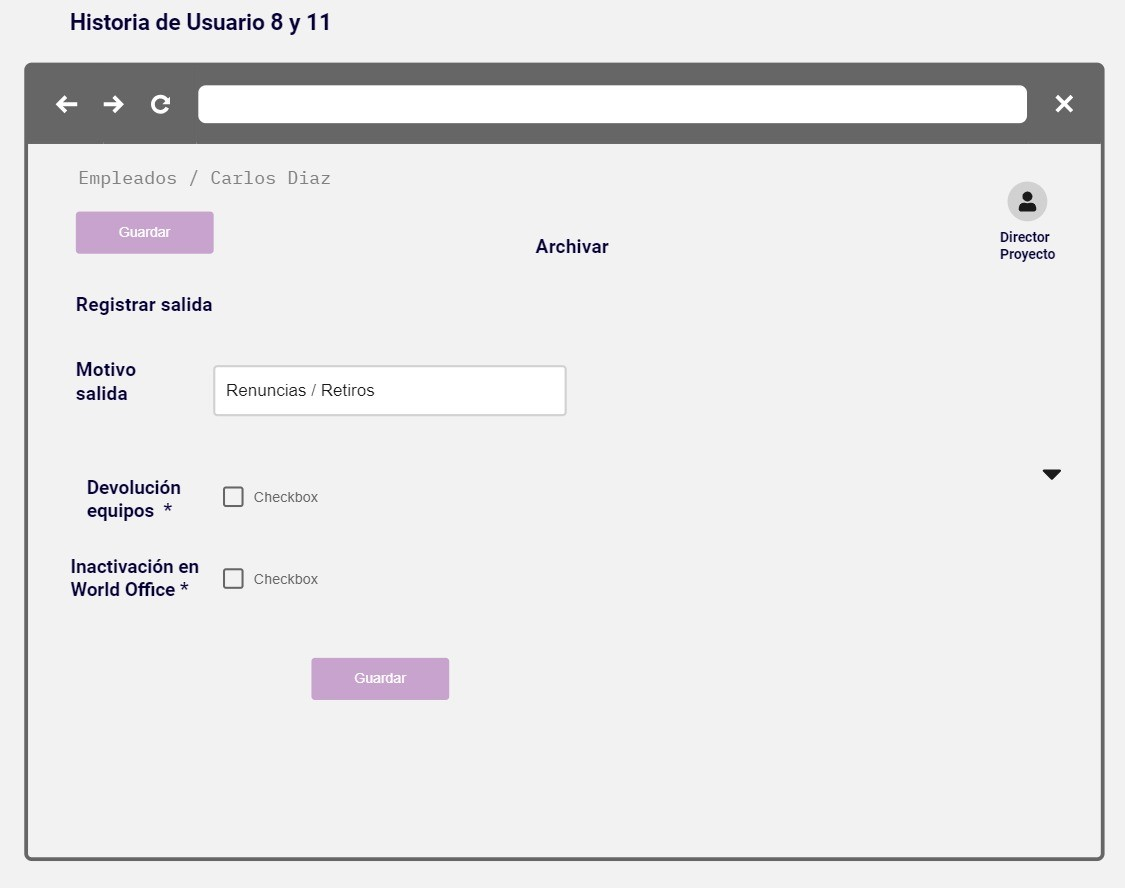 Historia de Usuario 8 y 11
Empleados / Carlos Diaz
Guardar
Archivar
Director
Proyecto
Registrar salida
Motivo
salida
Renuncias / Retiros
Devolución
equipos *
Checkbox
Inactivación en
World Office *
Checkbox
Guardar